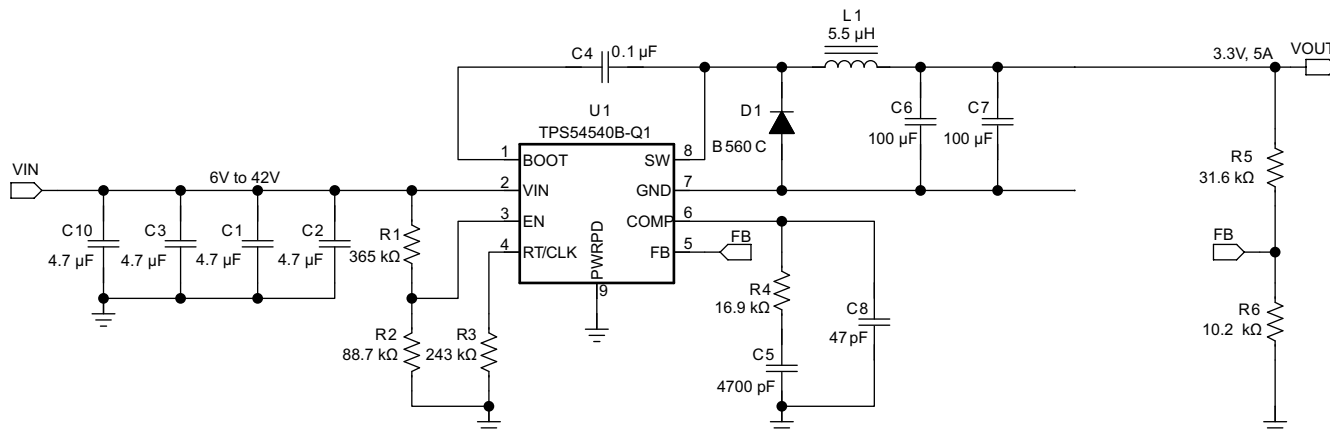 L1
5.5 µH
C4
0.1 µF
3.3V, 5A
VOUT
U1
TPS54540B-Q1
D1
B 560 C
C6
100 µF
C7
100 µF
R5
31.6 kΩ
VIN
6V to 42V
1
BOOT
SW
8
2
VIN
GND
7
3
EN
COMP
6
4
RT/CLK
FB
5
PWRPD
9
FB
FB
C10
4.7 µF
C3
4.7 µF
C1
4.7 µF
C2
4.7 µF
R1
365 kΩ
R2
88.7 kΩ
R3
243 kΩ
R4
16.9 kΩ
C5
4700 pF
C8
47 pF
R6
10.2 kΩ